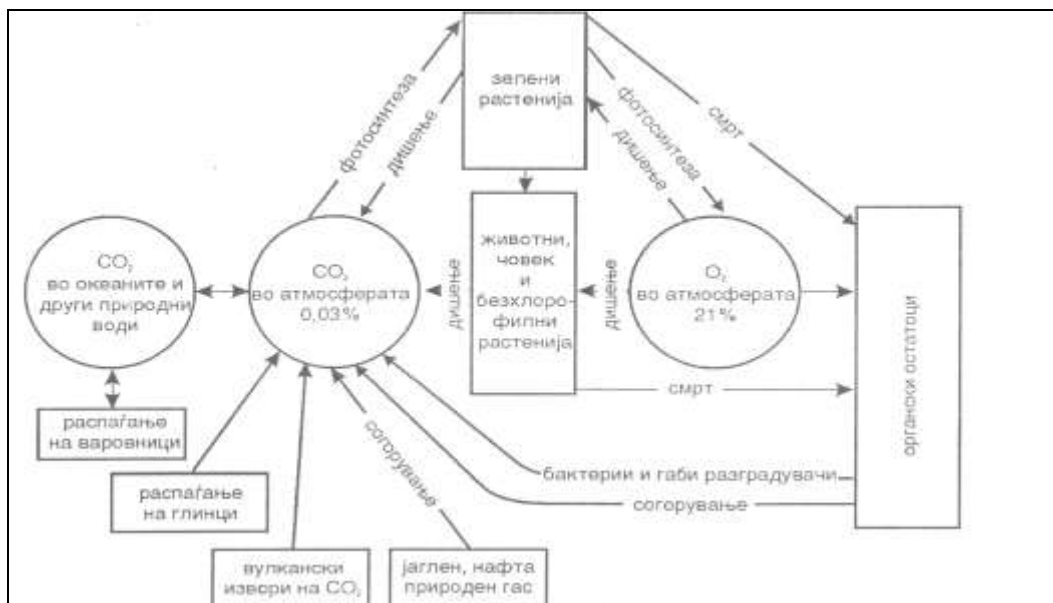 зелени
растенија
фотосинтеза
дишење
фотосинтеза
дишење
смрт
CO₂
во океаните и
други природни
води
CO₂
во атмосферата
0,03%
дишење
животни,
човек
и
безхлоро-
филни
растенија
дишење
O₂
во атмосферата
21%
органски остатоци
смрт
распаѓање
на варовници
распаѓање
на глинци
согорување
бактерии и габи разградувачи
согорување
вулкански
извори на CO₂
јаглен, нафта
природен гас